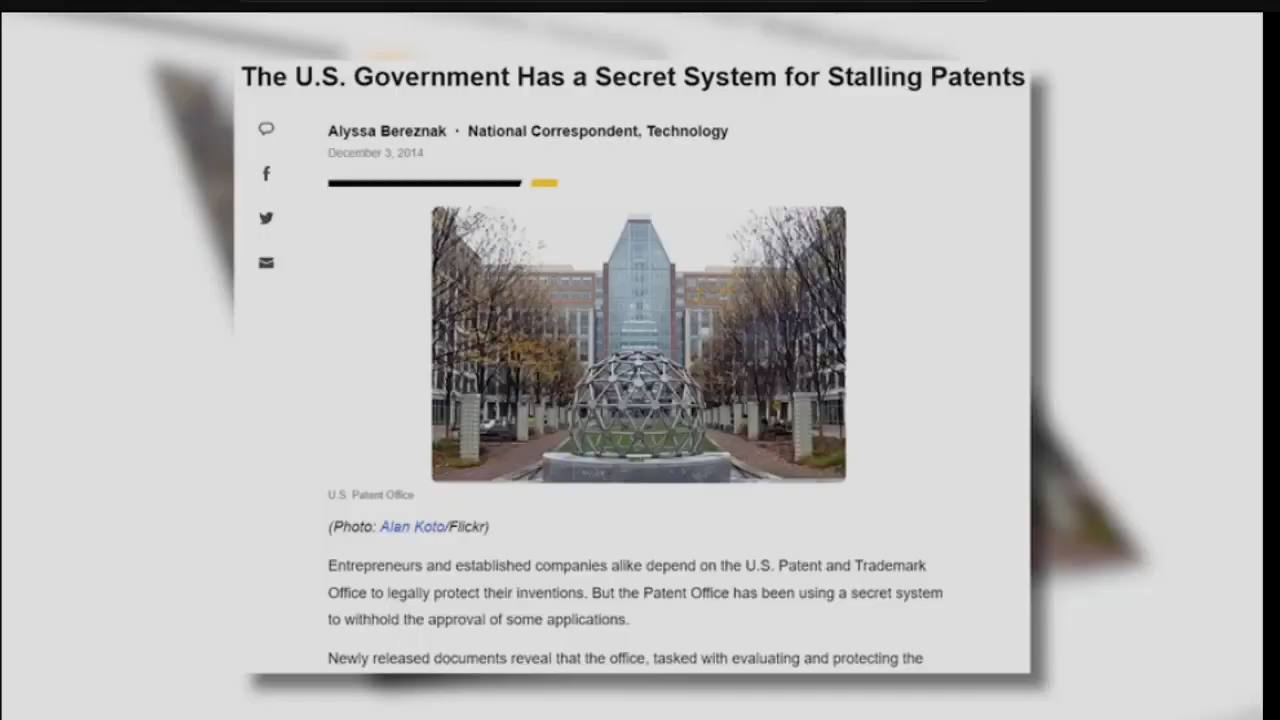 The U.S. Government Has a Secret System for Stalling Patents
Alyssa Bereznak · National Correspondent, Technology
December 3, 2014
U.S. Patent Office
(Photo: Alan Koto/Flickr)
Entrepreneurs and established companies alike depend on the U.S. Patent and Trademark
Office to legally protect their inventions. But the Patent Office has been using a secret system
to withhold the approval of some applications.
Newly released documents reveal that the office, tasked with evaluating and protecting the